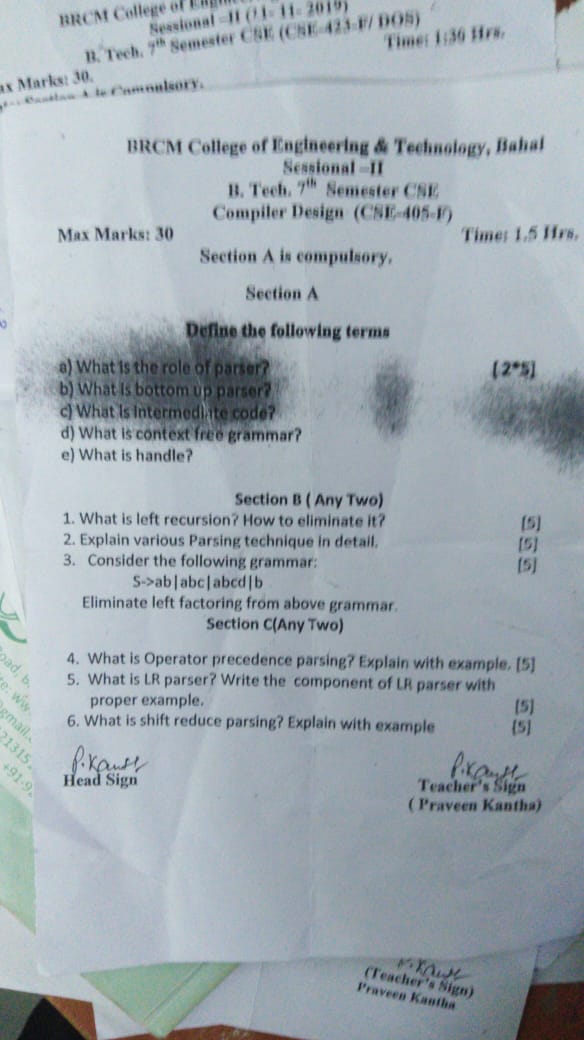 BRCM College of
Sessional -II (11- 11- 2019)
B. Tech. 7th Semester CSE (CSE-423-F/ DOS)
Time: 1:30 Hrs.
ax Marks: 30.
Section A is Compulsory.
BRCM College of Engineering & Technology, Bahal
Sessional -II
B. Tech. 7th Semester CSE
Compiler Design (CSE-405-F)
Max Marks: 30 Time: 1.5 Hrs.
Section A is compulsory.
Section A
Define the following terms
a) What is the role of parser? [2*5]
b) What is bottom up parser?
c) What is intermediate code?
d) What is context free grammar?
e) What is handle?
Section B ( Any Two)
1. What is left recursion? How to eliminate it? [5]
2. Explain various Parsing technique in detail. [5]
3. Consider the following grammar: [5]
S->ab|abc|abcd|b
Eliminate left factoring from above grammar.
Section C(Any Two)
4. What is Operator precedence parsing? Explain with example. [5]
5. What is LR parser? Write the component of LR parser with
proper example. [5]
6. What is shift reduce parsing? Explain with example [5]
P.Kauth P.Kauth
Head Sign Teacher's Sign
( Praveen Kantha)
(Teacher's Sign)
Praveen Kantha
oad, b
gmail.
21315
+91-9